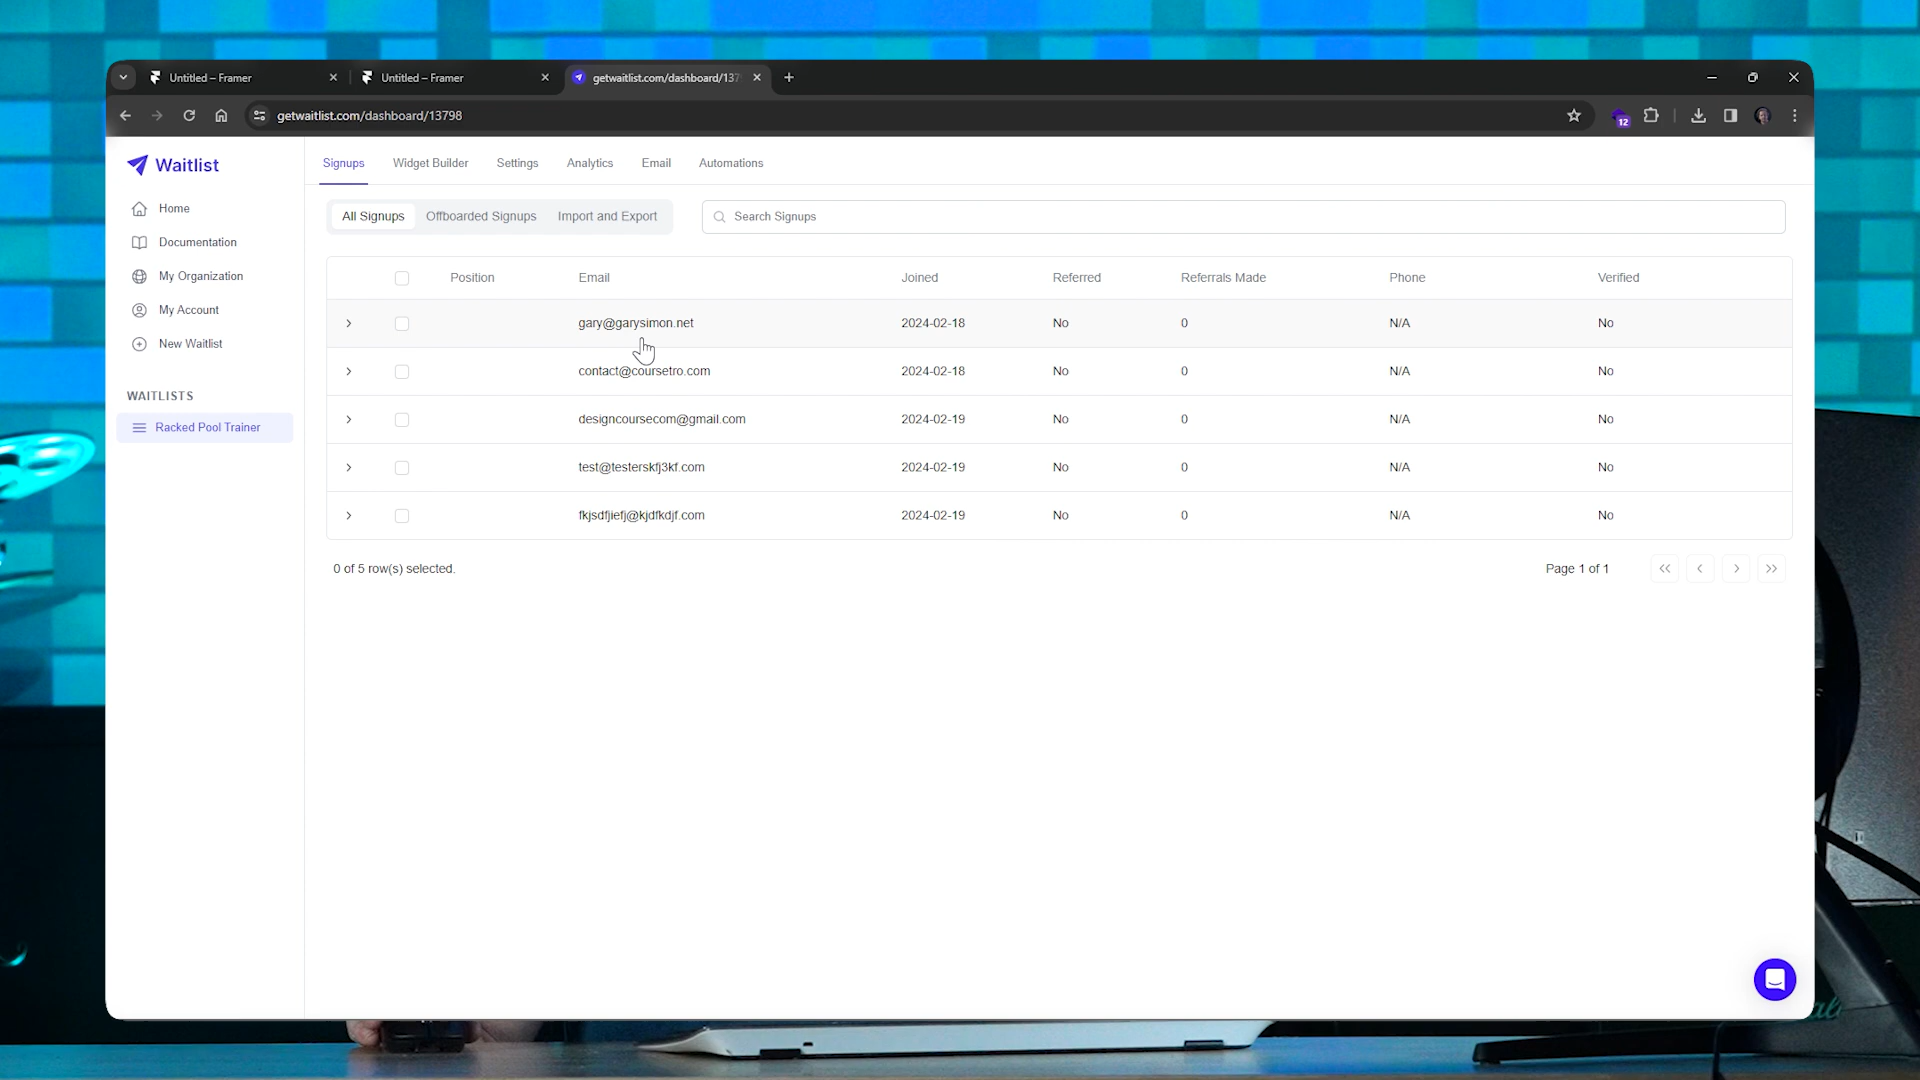 Untitled – Framer
Untitled – Framer
getwaitlist.com/dashboard/137
getwaitlist.com/dashboard/13798
12
Waitlist
Signups
Widget Builder
Settings
Analytics
Email
Automations
Home
Documentation
My Organization
My Account
New Waitlist
WAITLISTS
Racked Pool Trainer
All Signups
Offboarded Signups
Import and Export
Search Signups
Position Email Joined Referred Referrals Made Phone Verified
gary@garysimon.net 2024-02-18 No 0 N/A No
contact@coursetro.com 2024-02-18 No 0 N/A No
designcoursecom@gmail.com 2024-02-19 No 0 N/A No
test@testerskfj3kf.com 2024-02-19 No 0 N/A No
fkjsdfjiefj@kjdfkdjf.com 2024-02-19 No 0 N/A No
0 of 5 row(s) selected.
Page 1 of 1